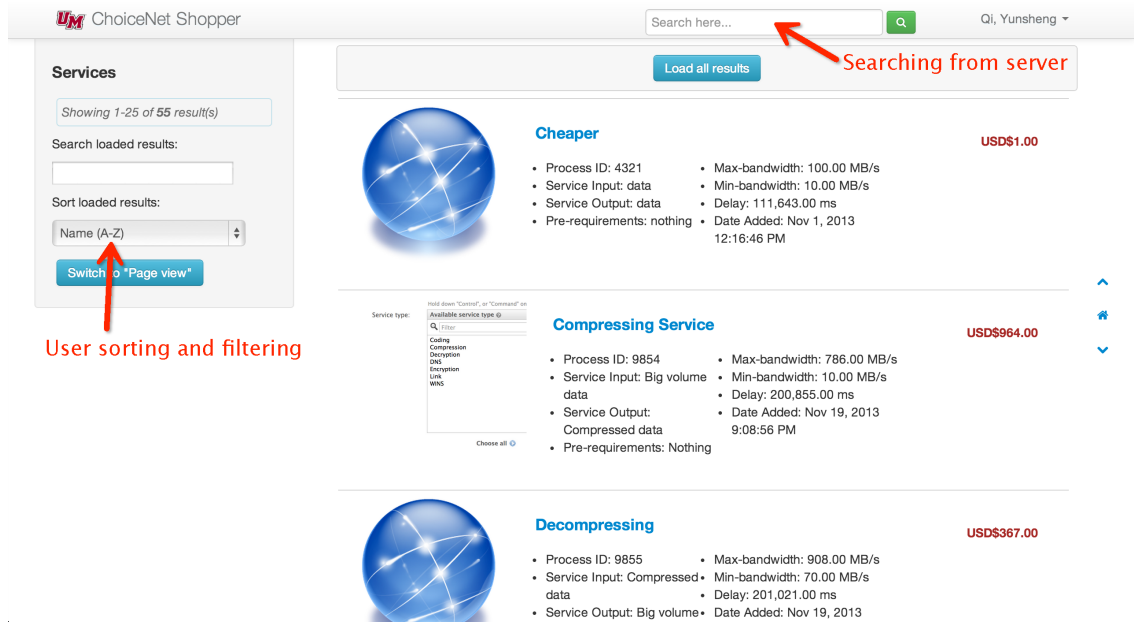 UM ChoiceNet Shopper
Search here...
Qi, Yunsheng
Searching from server
Services
Showing 1-25 of 55 result(s)
Search loaded results:
Sort loaded results:
Name (A-Z)
Switch to "Page view"
User sorting and filtering
Load all results
Cheaper
USD$1.00
Process ID: 4321
Service Input: data
Service Output: data
Pre-requirements: nothing
Max-bandwidth: 100.00 MB/s
Min-bandwidth: 10.00 MB/s
Delay: 111,643.00 ms
Date Added: Nov 1, 2013
12:16:46 PM
Hold down "Control", or "Command" on
Service type:
Available service type
Filter
Coding
Compression
Decryption
DNS
Encryption
Link
WINS
Choose all
Compressing Service
USD$964.00
Process ID: 9854
Service Input: Big volume
data
Service Output:
Compressed data
Pre-requirements: Nothing
Max-bandwidth: 786.00 MB/s
Min-bandwidth: 10.00 MB/s
Delay: 200,855.00 ms
Date Added: Nov 19, 2013
9:08:56 PM
Decompressing
USD$367.00
Process ID: 9855
Service Input: Compressed
data
Service Output: Big volume
Max-bandwidth: 908.00 MB/s
Min-bandwidth: 70.00 MB/s
Delay: 201,021.00 ms
Date Added: Nov 19, 2013